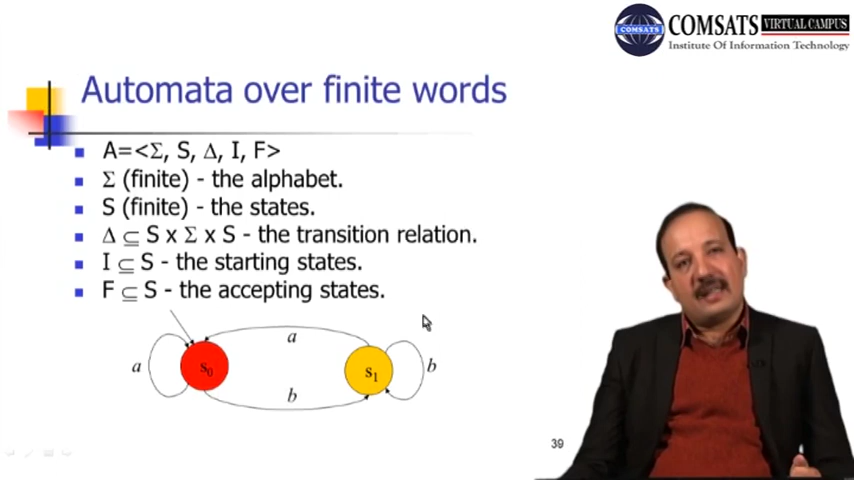 COMSATS VIRTUAL CAMPUS
Institute Of Information Technology
COMSATS
Automata over finite words
A=<Σ, S, Δ, I, F>
Σ (finite) - the alphabet.
S (finite) - the states.
Δ ⊆ S x Σ x S - the transition relation.
I ⊆ S - the starting states.
F ⊆ S - the accepting states.
a
a
s0
s1
b
b
39